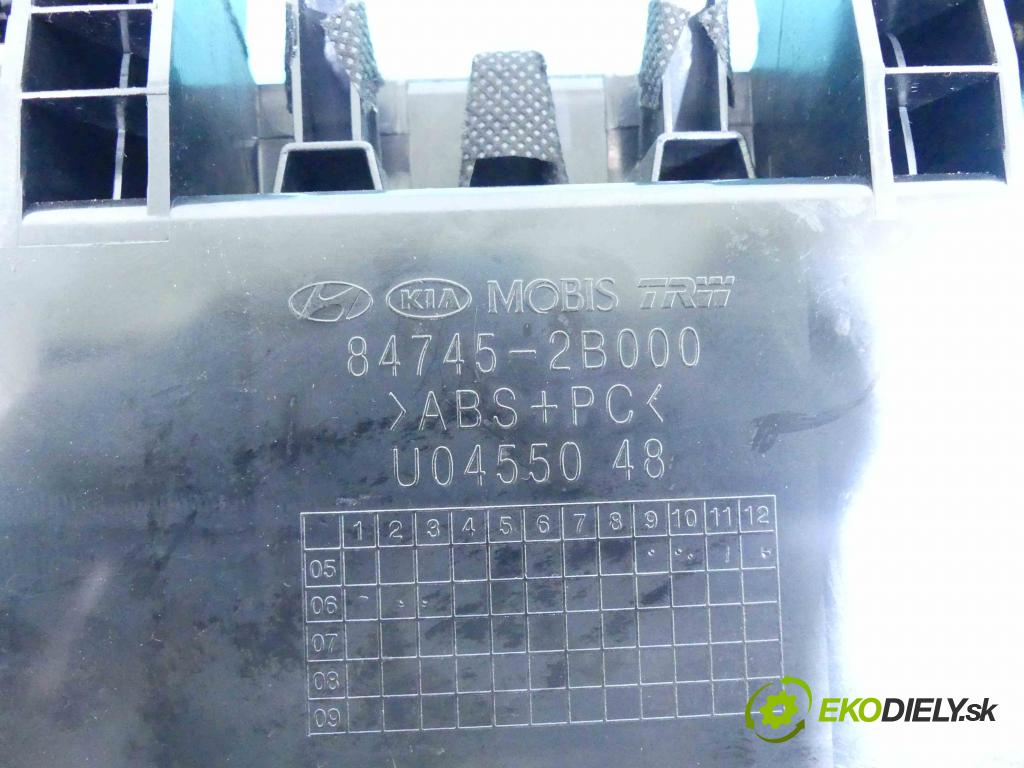 KIA MOBIS TRW
84745-2B000
>ABS+PC<
U04550 48
1 2 3 4 5 6 7 8 9 10 11 12
05
06
07
08
09
EKODIELY.sk